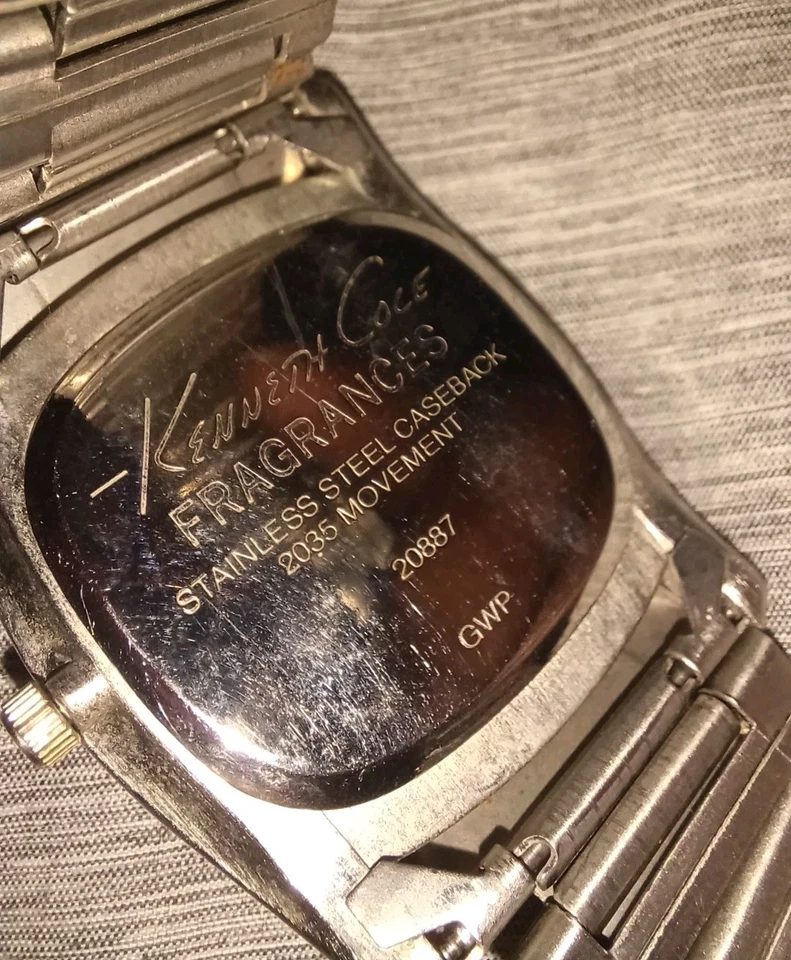 KENNETH COLE
FRAGRANCES
STAINLESS STEEL CASEBACK
2035 MOVEMENT
20887
GWP